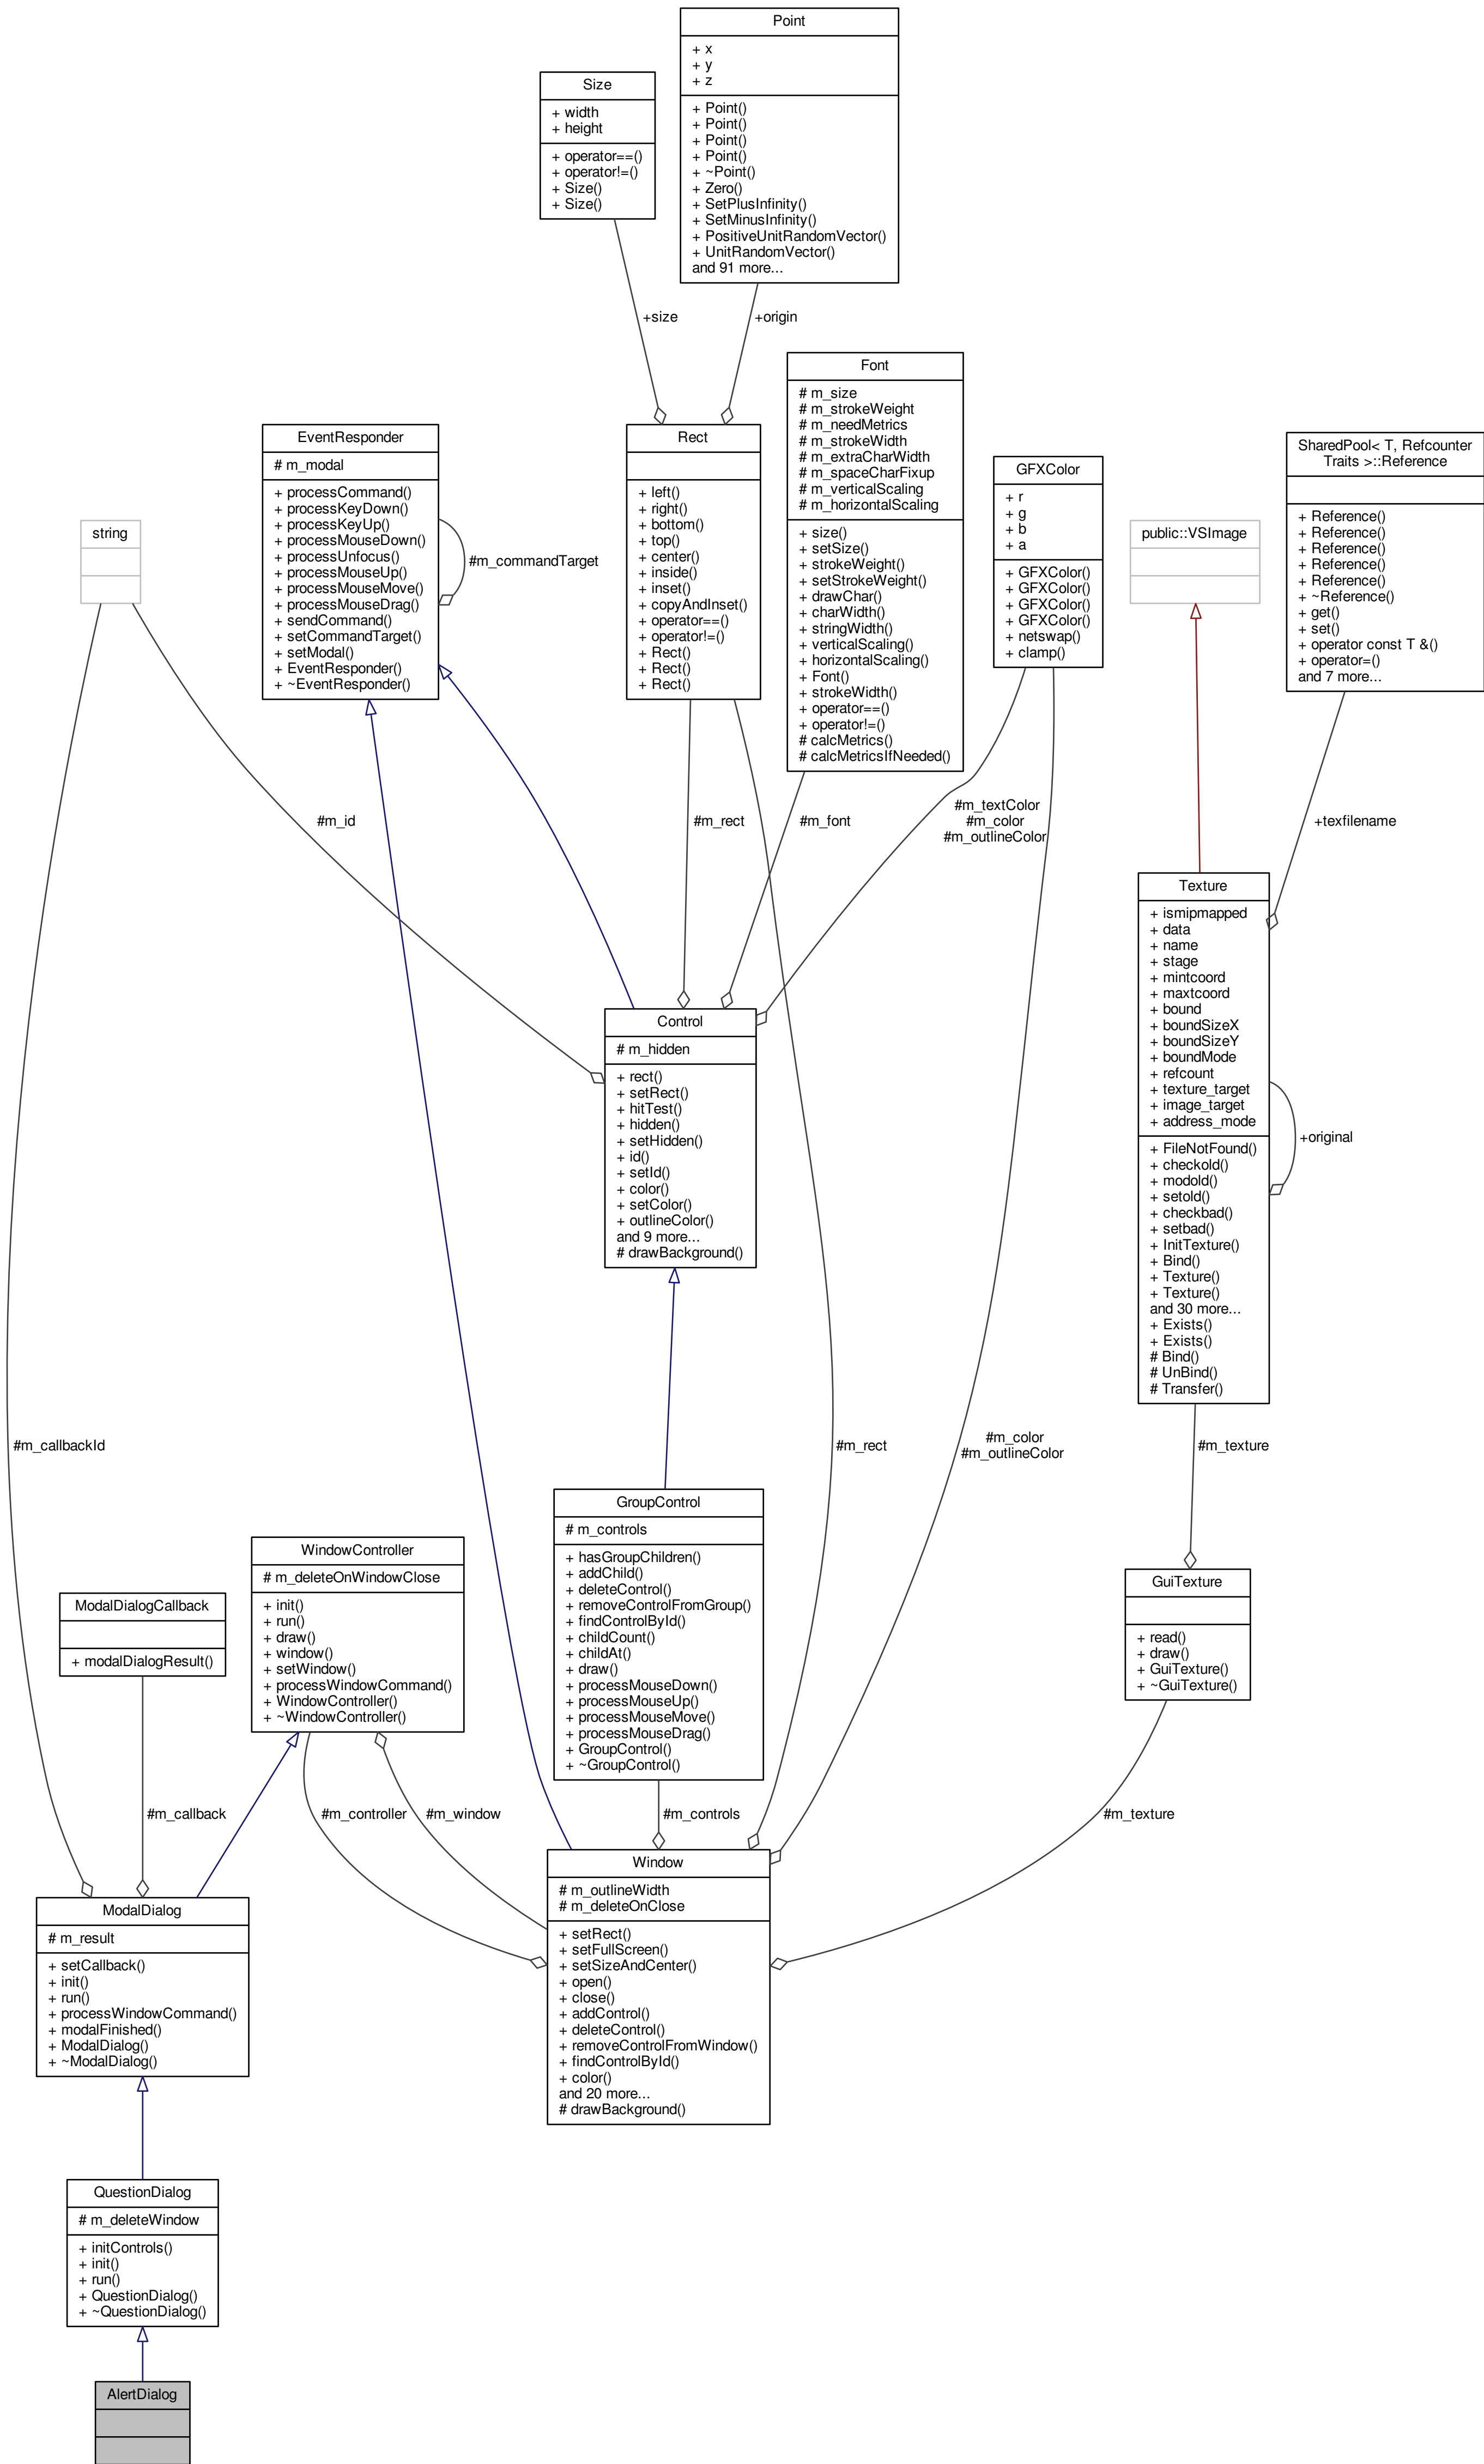 Point
+ x
+ y
+ z
+ Point()
+ Point()
+ Point()
+ Point()
+ ~Point()
+ Zero()
+ SetPlusInfinity()
+ SetMinusInfinity()
+ PositiveUnitRandomVector()
+ UnitRandomVector()
and 91 more...
Size
+ width
+ height
+ operator==()
+ operator!=()
+ Size()
+ Size()
+size
+origin
Font
# m_size
# m_strokeWeight
# m_needMetrics
# m_strokeWidth
# m_extraCharWidth
# m_spaceCharFixup
# m_verticalScaling
# m_horizontalScaling
+ size()
+ setSize()
+ strokeWeight()
+ setStrokeWeight()
+ drawChar()
+ charWidth()
+ stringWidth()
+ verticalScaling()
+ horizontalScaling()
+ Font()
+ strokeWidth()
+ operator==()
+ operator!=()
# calcMetrics()
# calcMetricsIfNeeded()
EventResponder
# m_modal
+ processCommand()
+ processKeyDown()
+ processKeyUp()
+ processMouseDown()
+ processUnfocus()
+ processMouseUp()
+ processMouseMove()
+ processMouseDrag()
+ sendCommand()
+ setCommandTarget()
+ setModal()
+ EventResponder()
+ ~EventResponder()
#m_commandTarget
Rect
+ left()
+ right()
+ bottom()
+ top()
+ center()
+ inside()
+ inset()
+ copyAndInset()
+ operator==()
+ operator!=()
+ Rect()
+ Rect()
+ Rect()
GFXColor
+ r
+ g
+ b
+ a
+ GFXColor()
+ GFXColor()
+ GFXColor()
+ GFXColor()
+ netswap()
+ clamp()
SharedPool< T, Refcounter
Traits >::Reference
+ Reference()
+ Reference()
+ Reference()
+ Reference()
+ Reference()
+ ~Reference()
+ get()
+ set()
+ operator const T &()
+ operator=()
and 7 more...
string
public::VSImage
#m_id
#m_rect
#m_font
#m_textColor
#m_color
#m_outlineColor
+texfilename
Texture
+ ismipmapped
+ data
+ name
+ stage
+ mintcoord
+ maxtcoord
+ bound
+ boundSizeX
+ boundSizeY
+ boundMode
+ refcount
+ texture_target
+ image_target
+ address_mode
+ FileNotFound()
+ checkold()
+ modold()
+ setold()
+ checkbad()
+ setbad()
+ InitTexture()
+ Bind()
+ Texture()
+ Texture()
and 30 more...
+ Exists()
+ Exists()
# Bind()
# UnBind()
# Transfer()
+original
Control
# m_hidden
+ rect()
+ setRect()
+ hitTest()
+ hidden()
+ setHidden()
+ id()
+ setId()
+ color()
+ setColor()
+ outlineColor()
and 9 more...
# drawBackground()
#m_callbackId
#m_rect
#m_color
#m_outlineColor
#m_texture
GroupControl
# m_controls
+ hasGroupChildren()
+ addChild()
+ deleteControl()
+ removeControlFromGroup()
+ findControlById()
+ childCount()
+ childAt()
+ draw()
+ processMouseDown()
+ processMouseUp()
+ processMouseMove()
+ processMouseDrag()
+ GroupControl()
+ ~GroupControl()
WindowController
# m_deleteOnWindowClose
+ init()
+ run()
+ draw()
+ window()
+ setWindow()
+ processWindowCommand()
+ WindowController()
+ ~WindowController()
ModalDialogCallback
+ modalDialogResult()
GuiTexture
+ read()
+ draw()
+ GuiTexture()
+ ~GuiTexture()
#m_callback
#m_controller
#m_window
#m_controls
#m_texture
Window
# m_outlineWidth
# m_deleteOnClose
+ setRect()
+ setFullScreen()
+ setSizeAndCenter()
+ open()
+ close()
+ addControl()
+ deleteControl()
+ removeControlFromWindow()
+ findControlById()
+ color()
and 20 more...
# drawBackground()
ModalDialog
# m_result
+ setCallback()
+ init()
+ run()
+ processWindowCommand()
+ modalFinished()
+ ModalDialog()
+ ~ModalDialog()
QuestionDialog
# m_deleteWindow
+ initControls()
+ init()
+ run()
+ QuestionDialog()
+ ~QuestionDialog()
AlertDialog